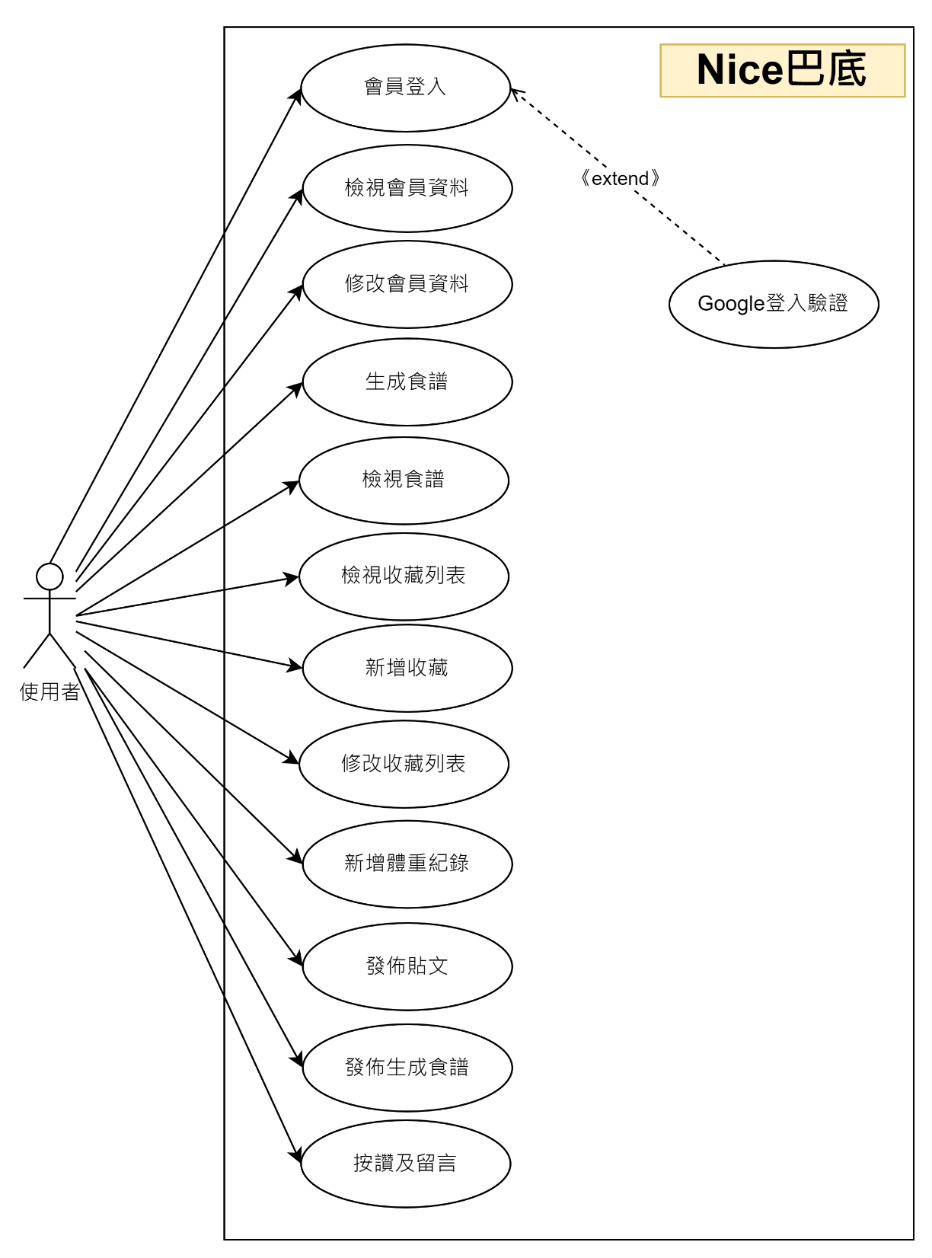 Nice巴底
會員登入
《extend》
檢視會員資料
修改會員資料
Google登入驗證
生成食譜
檢視食譜
檢視收藏列表
新增收藏
使用者
修改收藏列表
新增體重紀錄
發佈貼文
發佈生成食譜
按讚及留言